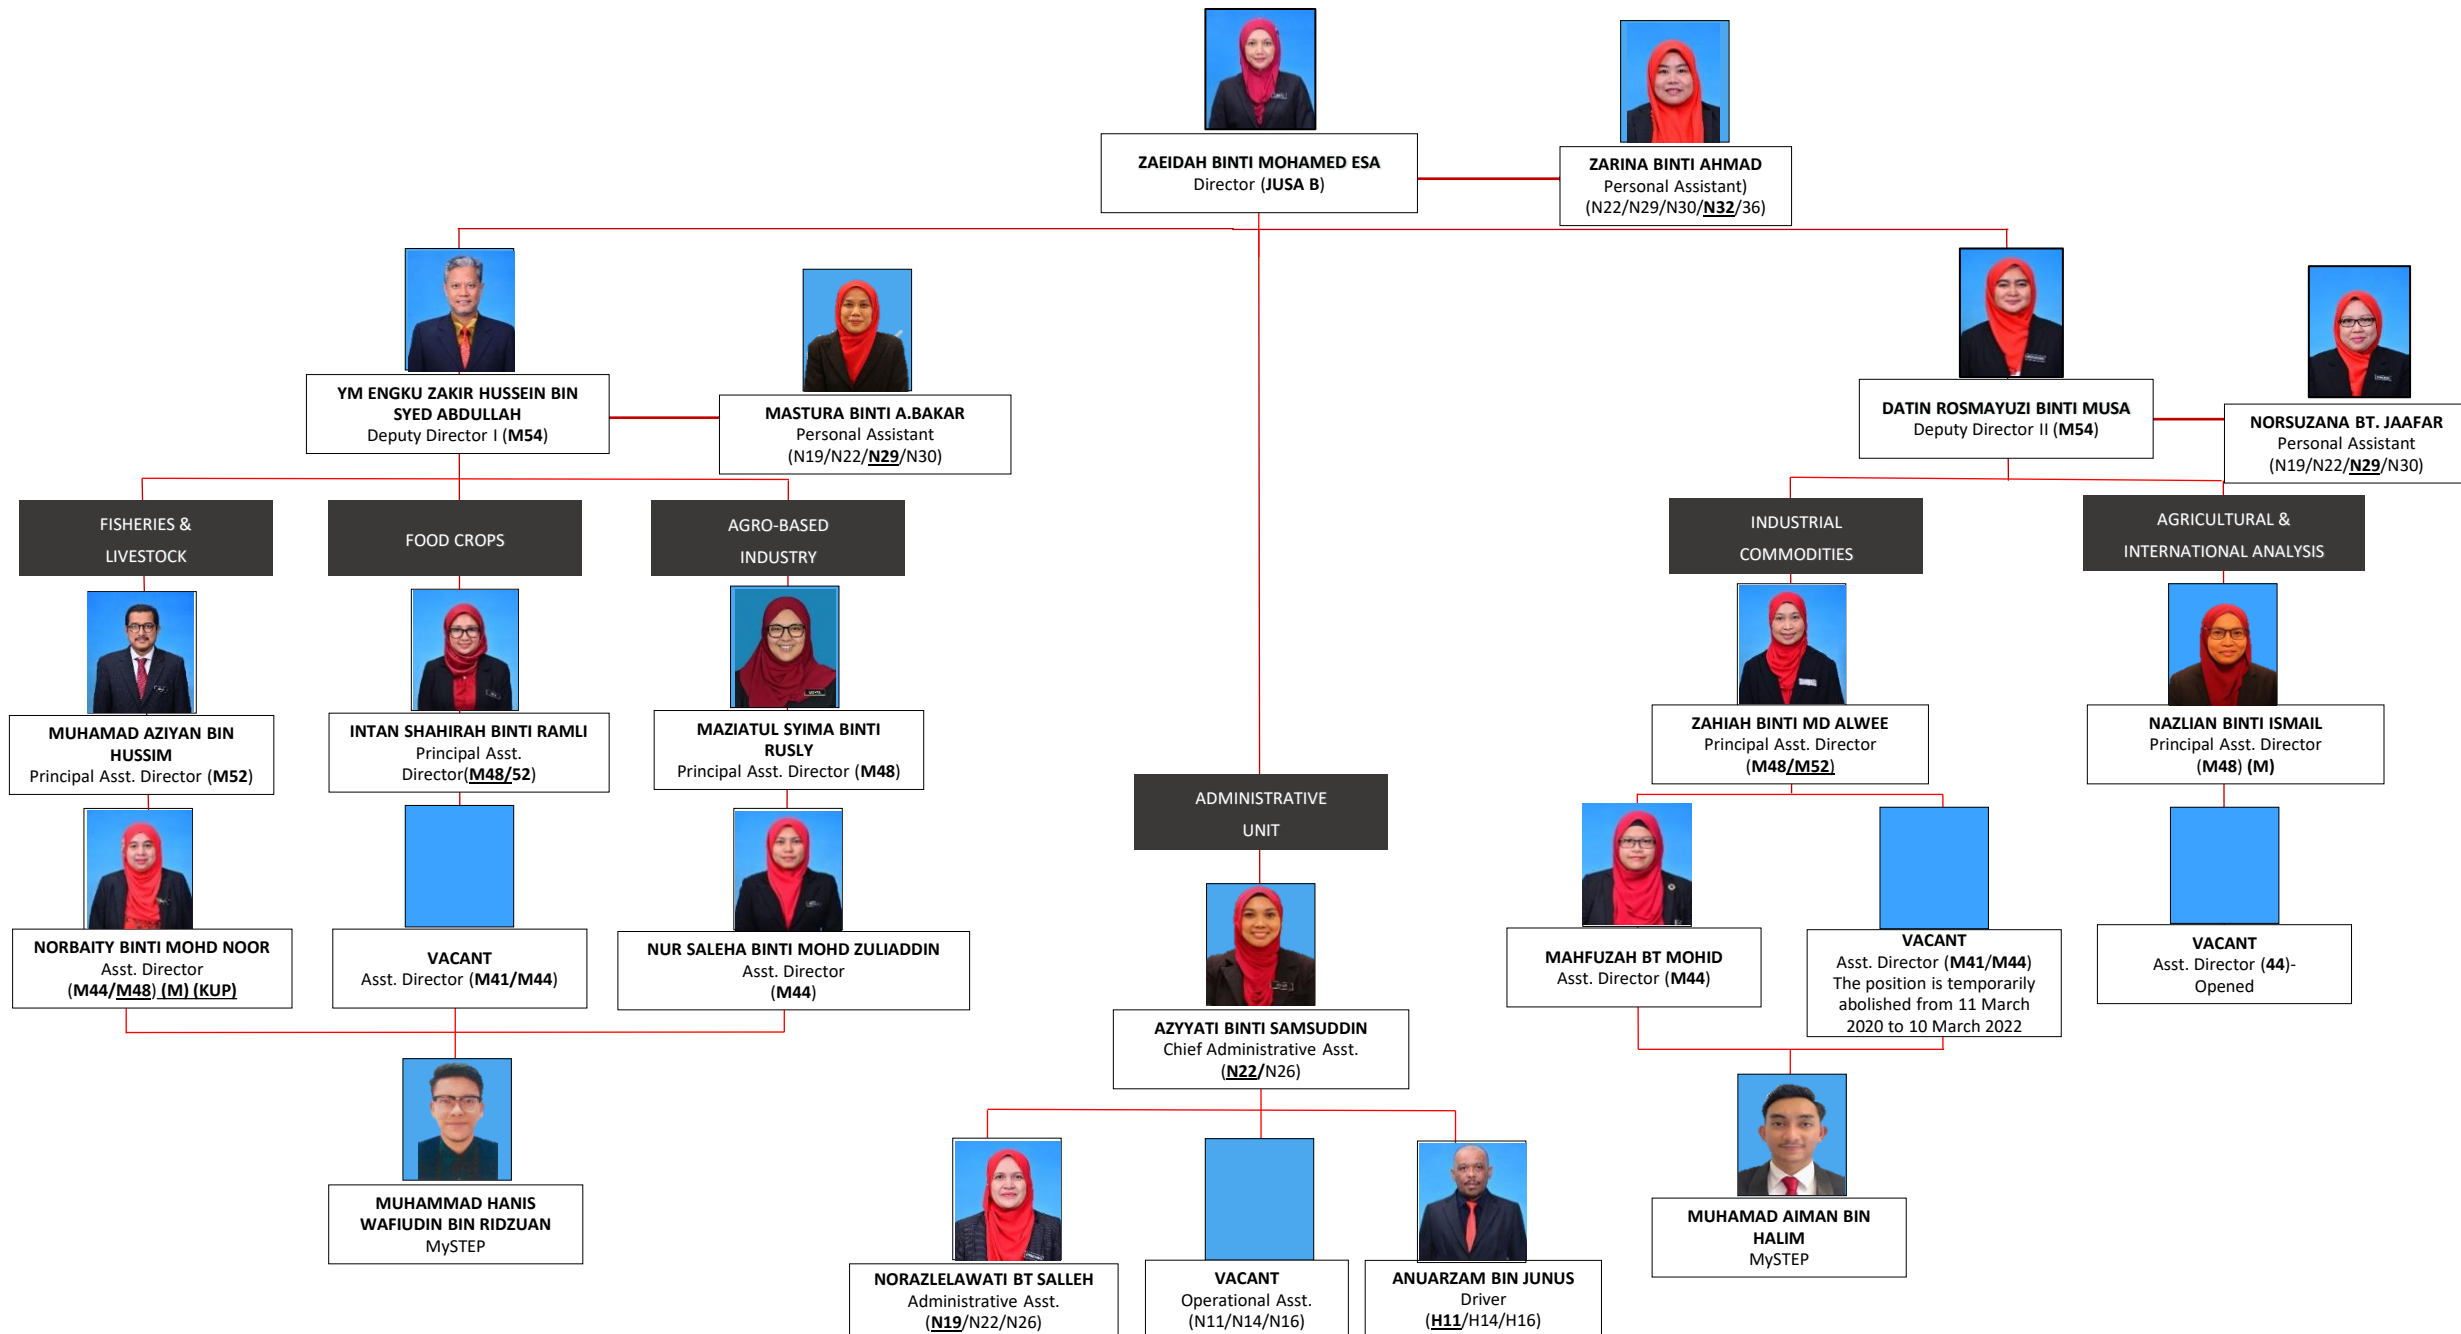 ZAEIDAH BINTI MOHAMED ESA
Director (JUSA B)
ZARINA BINTI AHMAD
Personal Assistant)
(N22/N29/N30/N32/36)
YM ENGKU ZAKIR HUSSEIN BIN
SYED ABDULLAH
Deputy Director I (M54)
MASTURA BINTI A.BAKAR
Personal Assistant
(N19/N22/N29/N30)
DATIN ROSMAYUZI BINTI MUSA
Deputy Director II (M54)
NORSUZANA BT. JAAFAR
Personal Assistant
(N19/N22/N29/N30)
FISHERIES &
LIVESTOCK
FOOD CROPS
AGRO-BASED
INDUSTRY
INDUSTRIAL
COMMODITIES
AGRICULTURAL &
INTERNATIONAL ANALYSIS
MUHAMAD AZIYAN BIN
HUSSIM
Principal Asst. Director (M52)
INTAN SHAHIRAH BINTI RAMLI
Principal Asst.
Director(M48/52)
MAZIATUL SYIMA BINTI
RUSLY
Principal Asst. Director (M48)
ZAHIAH BINTI MD ALWEE
Principal Asst. Director
(M48/M52)
NAZLIAN BINTI ISMAIL
Principal Asst. Director
(M48) (M)
ADMINISTRATIVE
UNIT
NORBAITY BINTI MOHD NOOR
Asst. Director
(M44/M48) (M) (KUP)
VACANT
Asst. Director (M41/M44)
NUR SALEHA BINTI MOHD ZULIADDIN
Asst. Director
(M44)
MAHFUZAH BT MOHID
Asst. Director (M44)
VACANT
Asst. Director (M41/M44)
The position is temporarily
abolished from 11 March
2020 to 10 March 2022
VACANT
Asst. Director (44)-
Opened
AZYYATI BINTI SAMSUDDIN
Chief Administrative Asst.
(N22/N26)
MUHAMMAD HANIS
WAFIUDIN BIN RIDZUAN
MySTEP
MUHAMAD AIMAN BIN
HALIM
MySTEP
NORAZLELAWATI BT SALLEH
Administrative Asst.
(N19/N22/N26)
VACANT
Operational Asst.
(N11/N14/N16)
ANUARZAM BIN JUNUS
Driver
(H11/H14/H16)